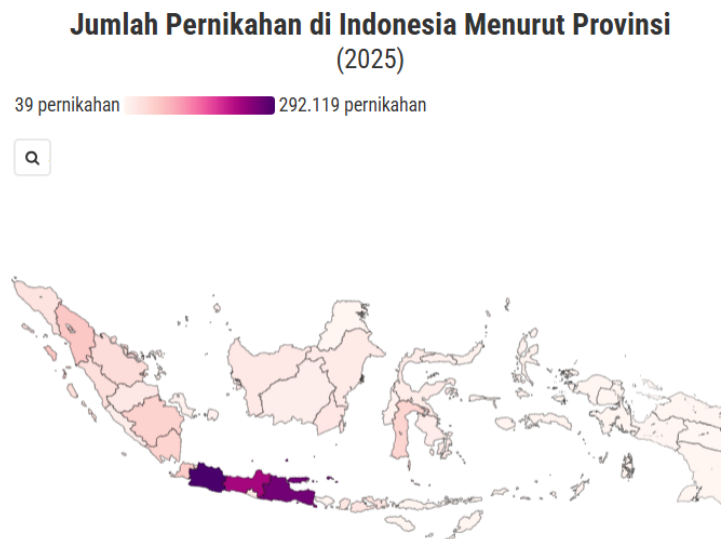 Jumlah Pernikahan di Indonesia Menurut Provinsi
(2025)
39 pernikahan 292.119 pernikahan